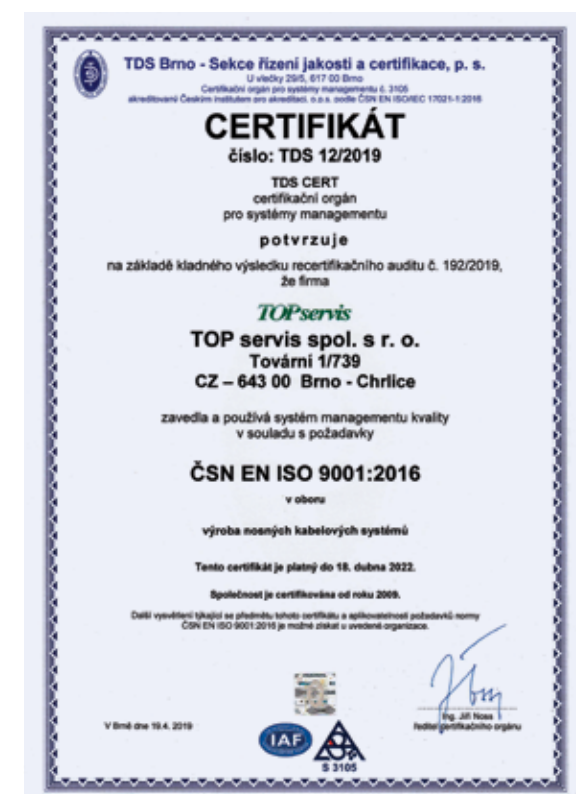 TDS Brno - Sekce řízení jakosti a certifikace, p. s.
U vlečky 29/5, 617 00 Brno
Certifikační orgán pro systémy managementu č. 3105
akreditovaný Českým institutem pro akreditaci, o.p.s. podle ČSN EN ISO/IEC 17021-1:2016
CERTIFIKÁT
číslo: TDS 12/2019
TDS CERT
certifikační orgán
pro systémy managementu
potvrzuje
na základě kladného výsledku recertifikačního auditu č. 192/2019,
že firma
TOPservis
TOP servis spol. s r. o.
Tovární 1/739
CZ – 643 00 Brno - Chrlice
zavedla a používá systém managementu kvality
v souladu s požadavky
ČSN EN ISO 9001:2016
v oboru
výroba nosných kabelových systémů
Tento certifikát je platný do 18. dubna 2022.
Společnost je certifikována od roku 2009.
Další vysvětlení týkající se předmětu tohoto certifikátu a aplikovatelnosti požadavků normy
ČSN EN ISO 9001:2016 je možné získat u uvedené organizace.
V Brně dne 19.4. 2019
Ing. Jiří Nosa
ředitel certifikačního orgánu
IAF
S 3105